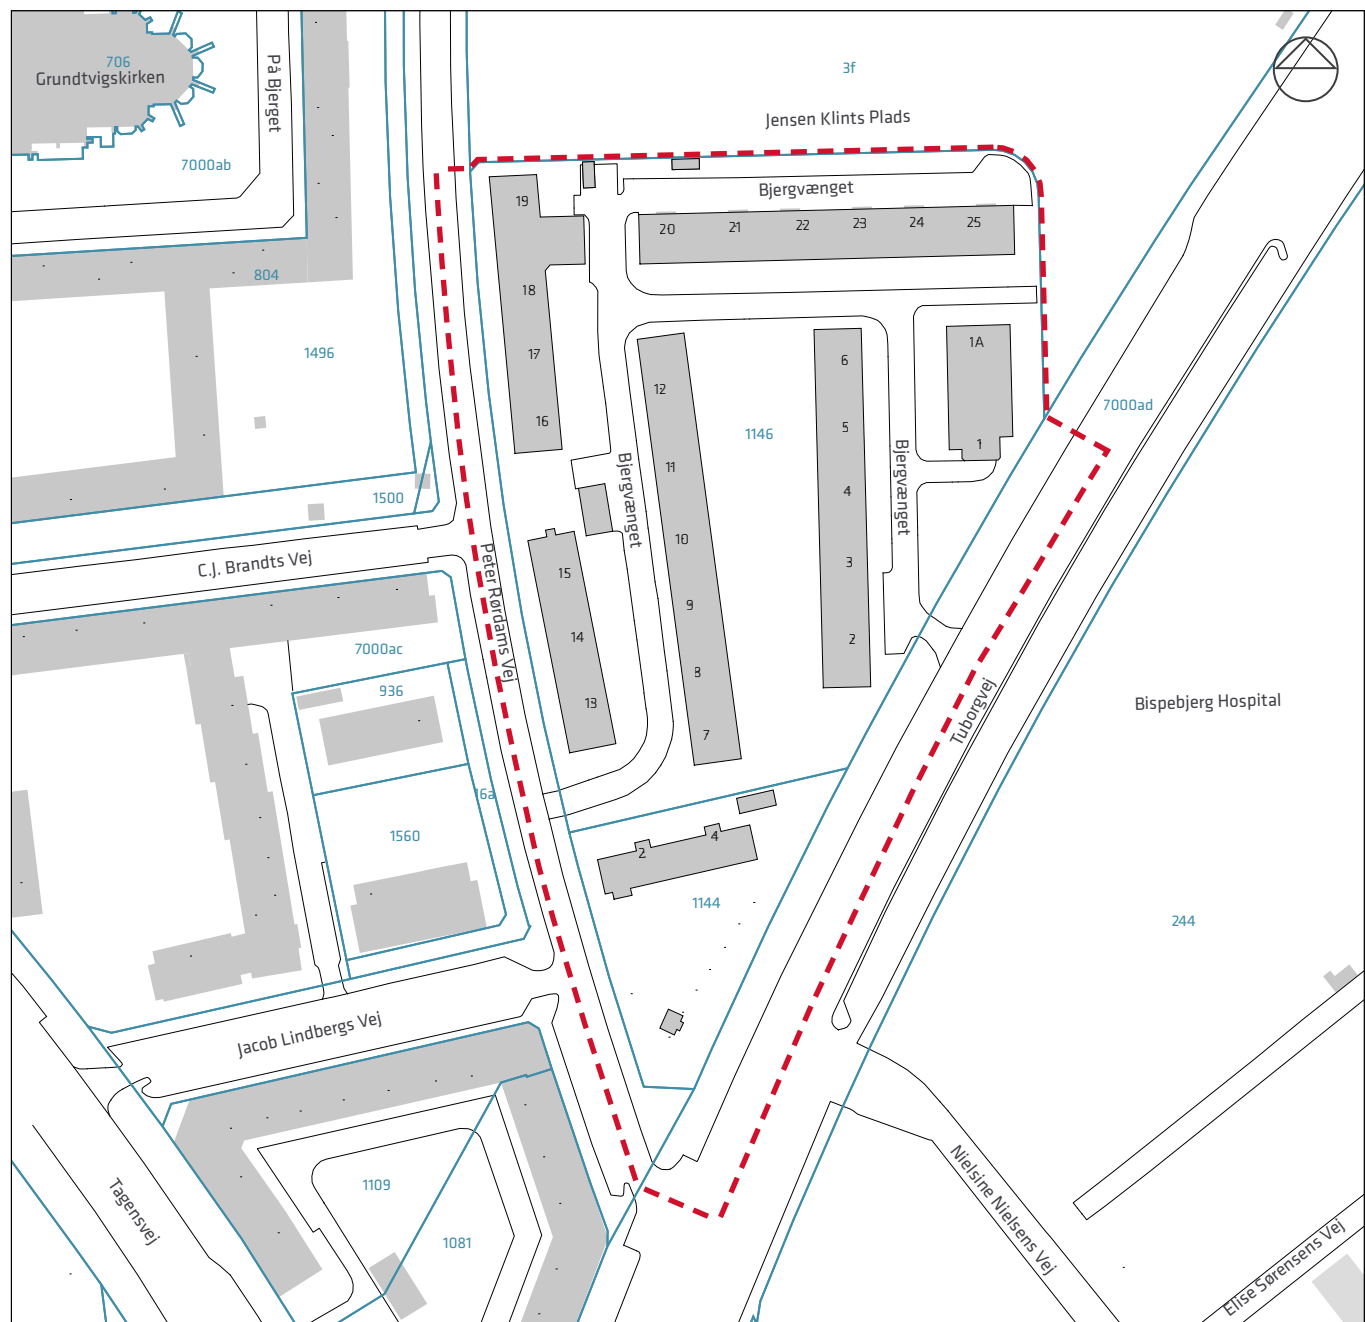 706
Grundtvigskirken
På Bjerget
7000ab
3f
Jensen Klints Plads
Bjergvænget
19
20
21
22
23
24
25
804
18
1496
17
16
12
6
1A
7000ad
1146
5
1
11
Bjergvænget
Bjergvænget
4
1500
10
C.J. Brandts Vej
Peter Rørdams Vej
15
3
9
14
2
7000ac
936
8
13
7
Tuborgvej
Bispebjerg Hospital
6a
1560
2
4
1144
244
Jacob Lindbergs Vej
Tagensvej
1109
1081
Nielsine Nielsens Vej
Elise Sørensens Vej